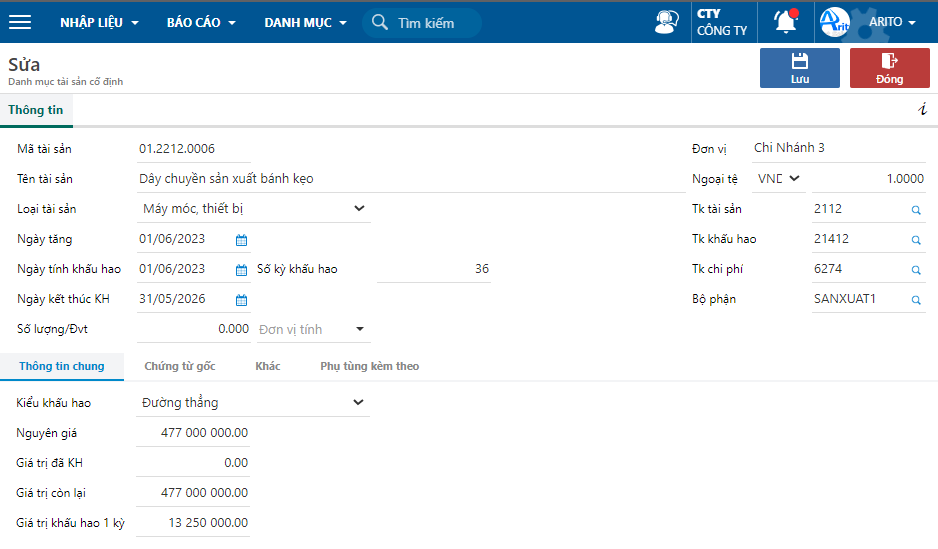 NHẬP LIỆU BÁO CÁO DANH MỤC Tìm kiếm CTY ARITO
CÔNG TY
Sửa
Danh mục tài sản cố định
Lưu Đóng
Thông tin i
Mã tài sản 01.2212.0006 Đơn vị Chi Nhánh 3
Tên tài sản Dây chuyền sản xuất bánh kẹo Ngoại tệ VND 1.0000
Loại tài sản Máy móc, thiết bị Tk tài sản 2112
Ngày tăng 01/06/2023 Tk khấu hao 21412
Ngày tính khấu hao 01/06/2023 Số kỳ khấu hao 36 Tk chi phí 6274
Ngày kết thúc KH 31/05/2026 Bộ phận SANXUAT1
Số lượng/Đvt 0.000 Đơn vị tính
Thông tin chung Chứng từ gốc Khác Phụ tùng kèm theo
Kiểu khấu hao Đường thẳng
Nguyên giá 477 000 000.00
Giá trị đã KH 0.00
Giá trị còn lại 477 000 000.00
Giá trị khấu hao 1 kỳ 13 250 000.00